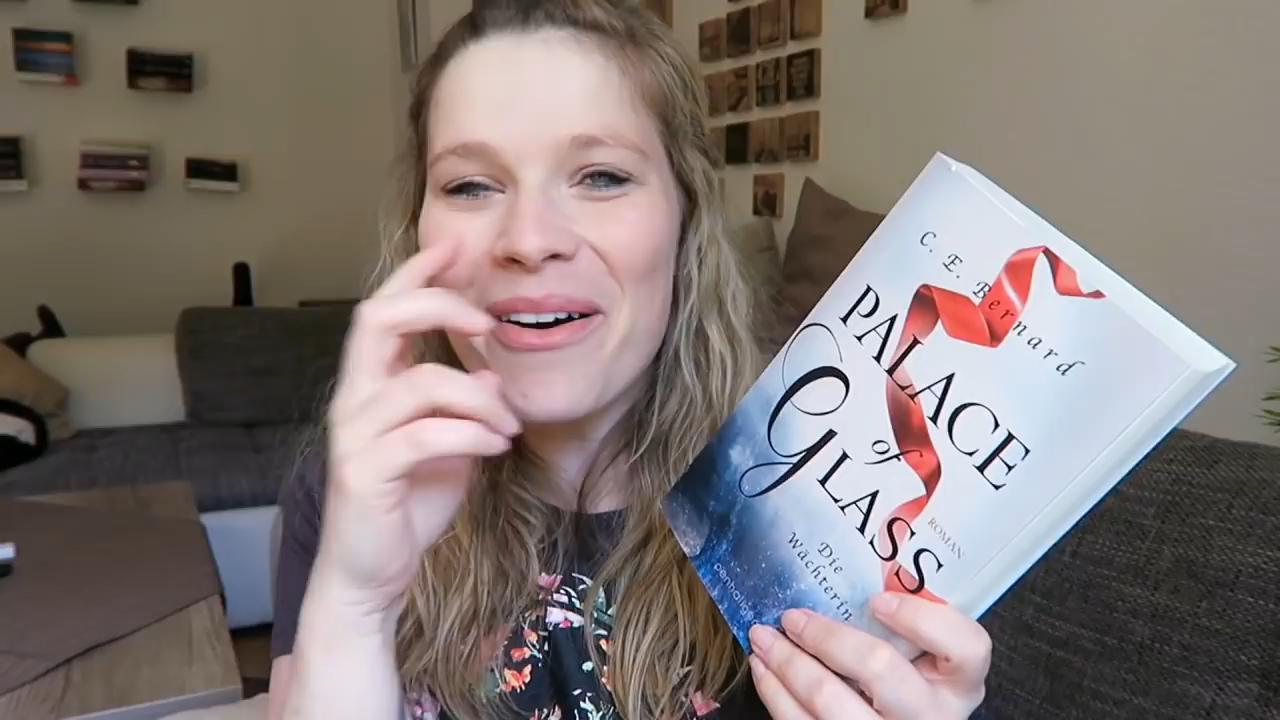 C. E. Bernard
PALACE
of
GLASS
ROMAN
Die
Wächterin
penhaligon